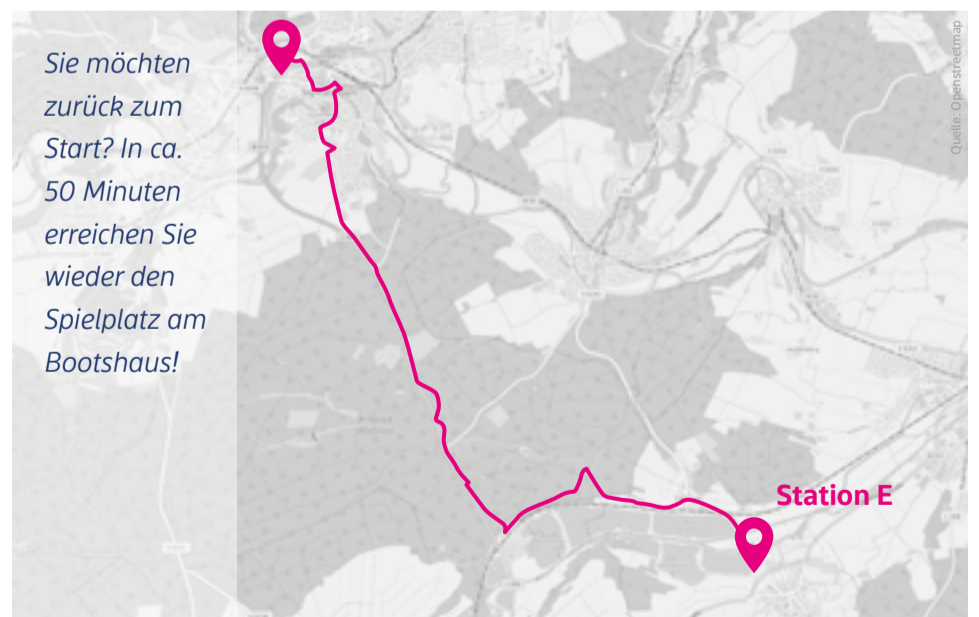 Sie möchten
zurück zum
Start? In ca.
50 Minuten
erreichen Sie
wieder den
Spielplatz am
Bootshaus!
Station E
Quelle: Openstreetmap